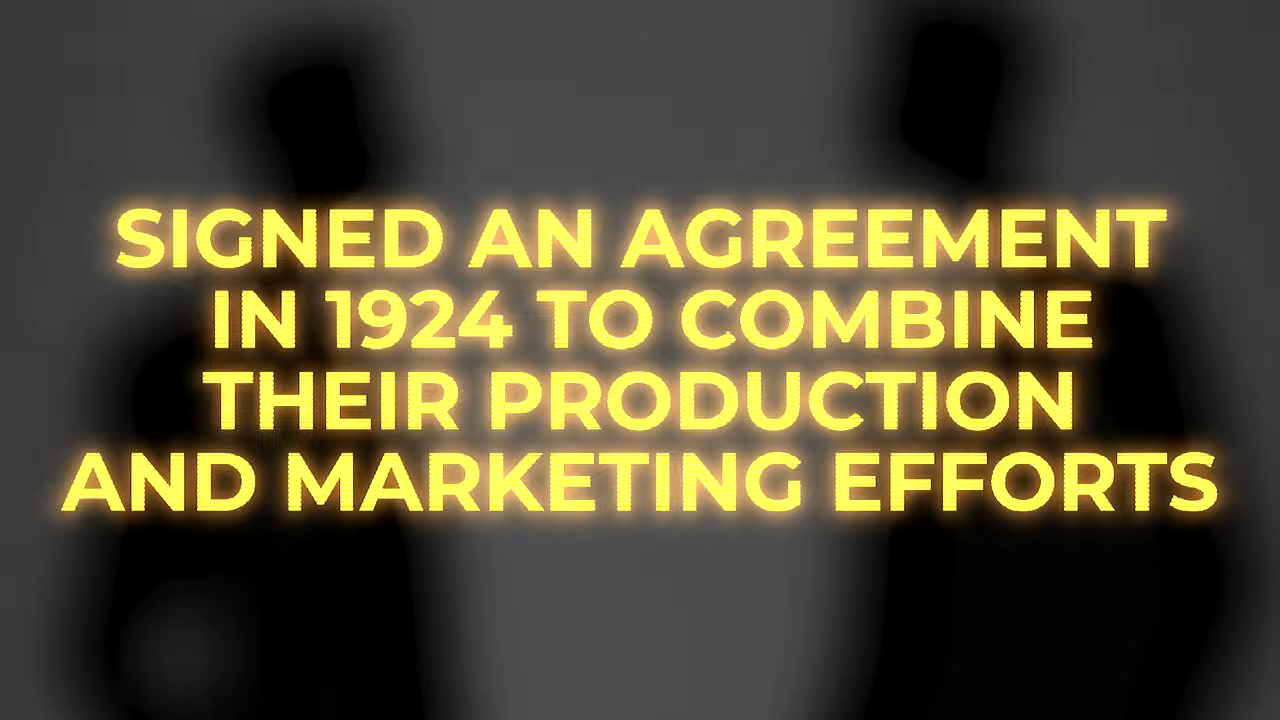 SIGNED AN AGREEMENT
IN 1924 TO COMBINE
THEIR PRODUCTION
AND MARKETING EFFORTS